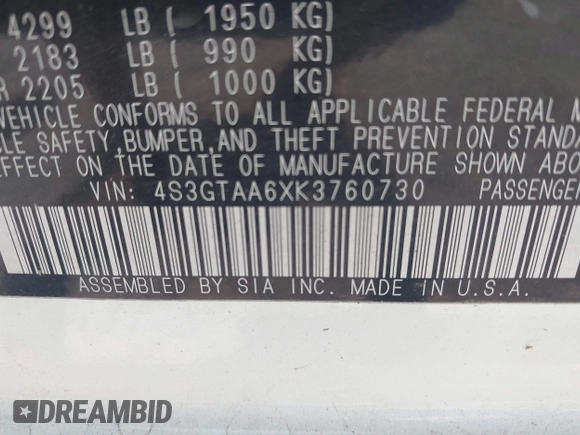 4299 LB ( 1950 KG)
2183 LB ( 990 KG)
R 2205 LB ( 1000 KG)
VEHICLE CONFORMS TO ALL APPLICABLE FEDERAL M
LE SAFETY,BUMPER,AND THEFT PREVENTION STANDA
EFFECT ON THE DATE OF MANUFACTURE SHOWN ABO
VIN: 4S3GTAA6XK3760730 PASSENGE
ASSEMBLED BY SIA INC. MADE IN U.S.A.
DREAMBID